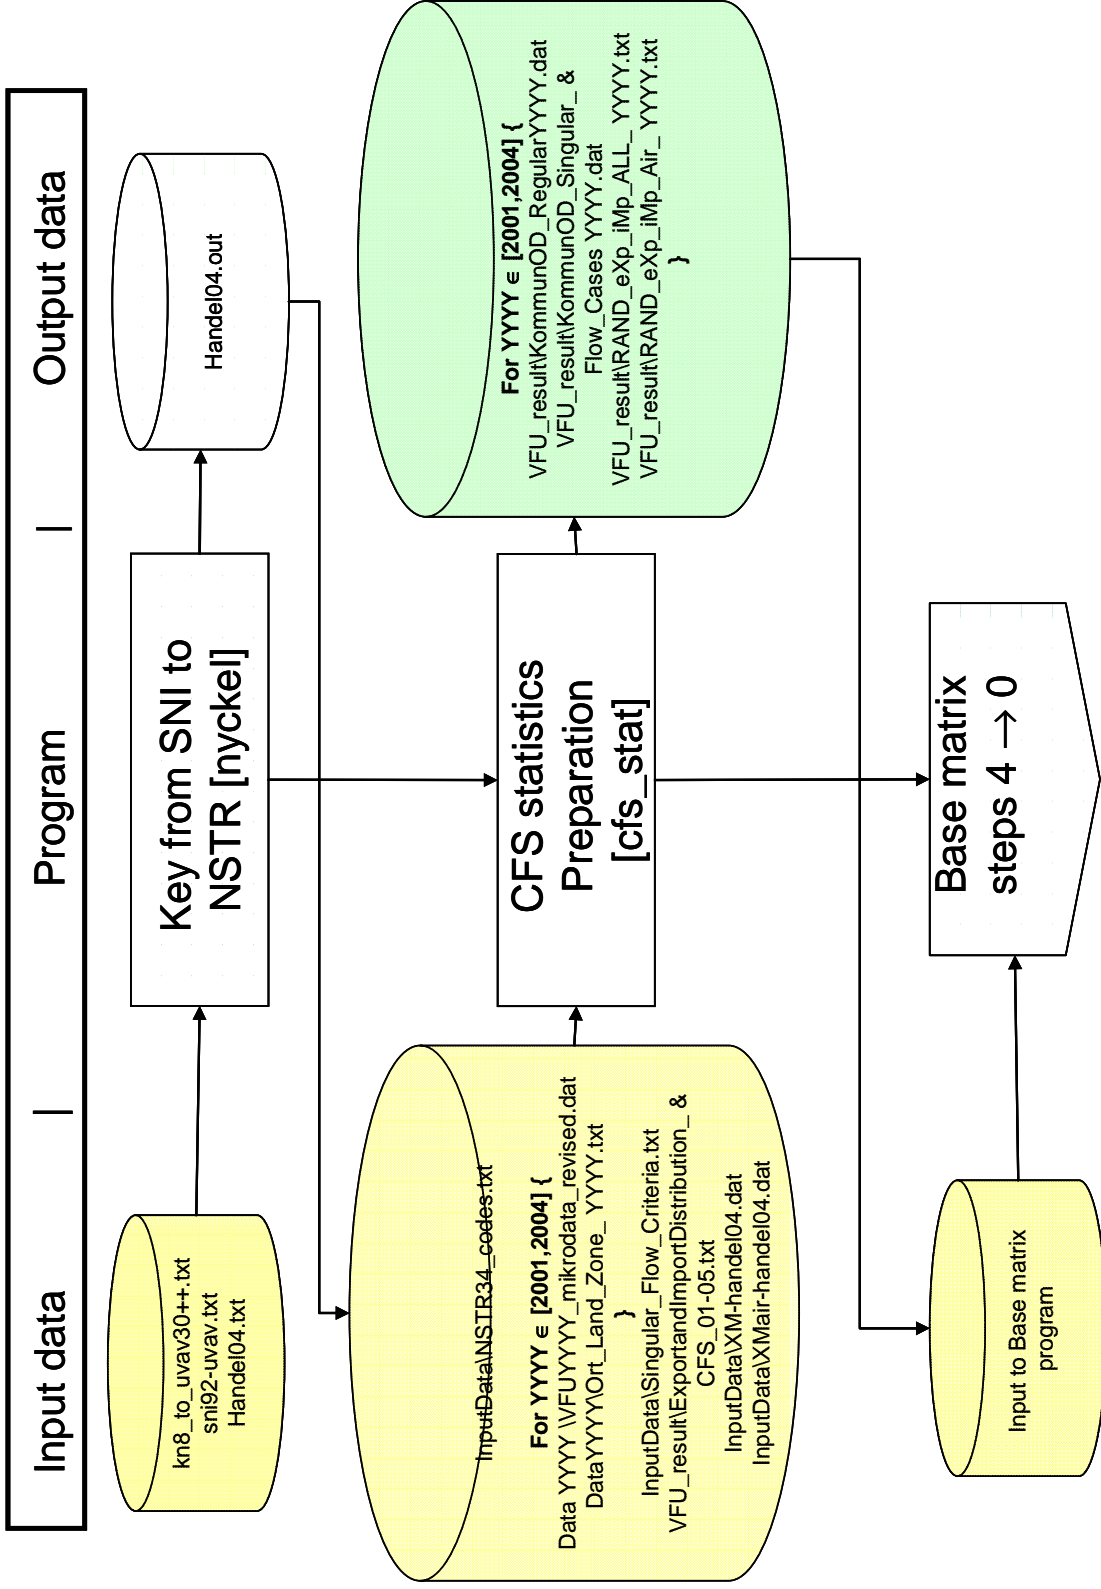 Input data | Program | Output data
kn8_to_uvav30++.txt
sni92-uvav.txt
Handel04.txt
Key from SNI to
NSTR [nyckel]
Handel04.out
InputData\NSTR34_codes.txt
For YYYY ∈ [2001,2004] {
Data YYYY \VFUYYYY_mikrodata_revised.dat
DataYYYY\Ort_Land_Zone_ YYYY.txt
}
InputData\Singular_Flow_Criteria.txt
VFU_result\ExportandImportDistribution_ &
CFS_01-05.txt
InputData\XM-handel04.dat
InputData\XMair-handel04.dat
CFS statistics
Preparation
[cfs_stat]
For YYYY ∈ [2001,2004] {
VFU_result\KommunOD_RegularYYYY.dat
VFU_result\KommunOD_Singular_ &
Flow_Cases YYYY.dat
VFU_result\RAND_eXp_iMp_ALL_ YYYY.txt
VFU_result\RAND_eXp_iMp_Air_ YYYY.txt
}
Input to Base matrix
program
Base matrix
steps 4 → 0